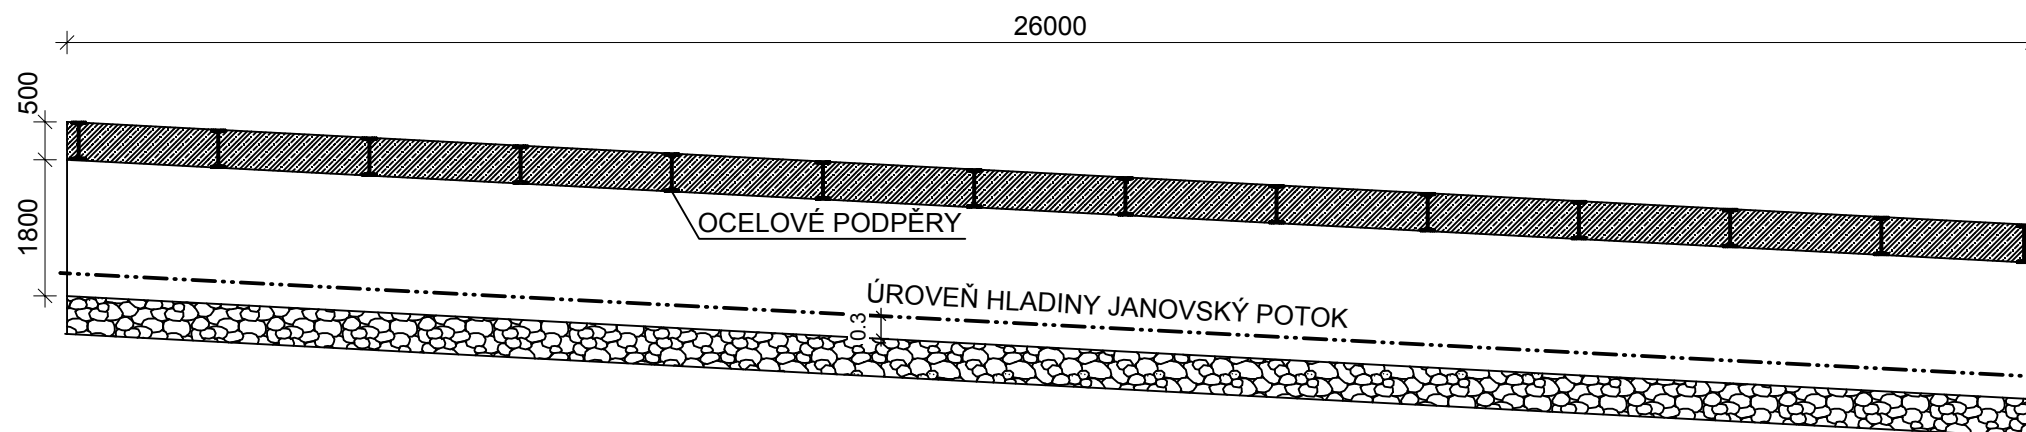 26000
500
1800
OCELOVÉ PODPĚRY
ÚROVEŇ HLADINY JANOVSKÝ POTOK
0.3